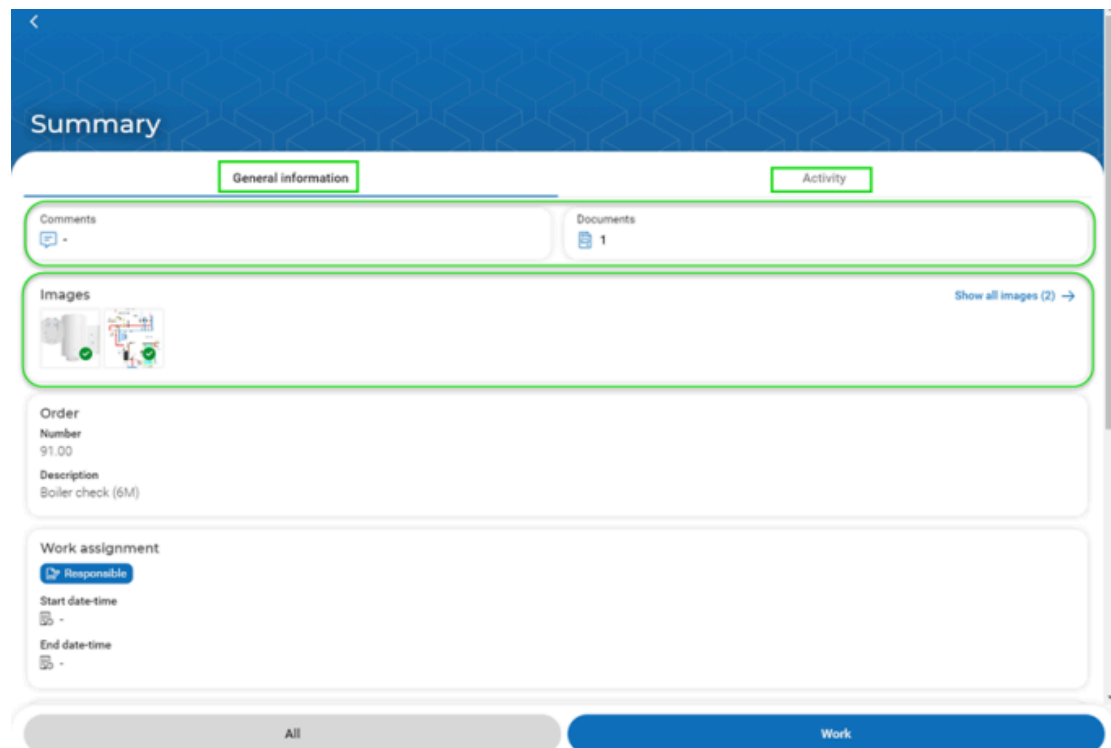 Summary
General information
Activity
Comments
-
Documents
1
Images
Show all images (2) →
Order
Number
91.00
Description
Boiler check (6M)
Work assignment
Responsible
Start date-time
-
End date-time
-
All
Work